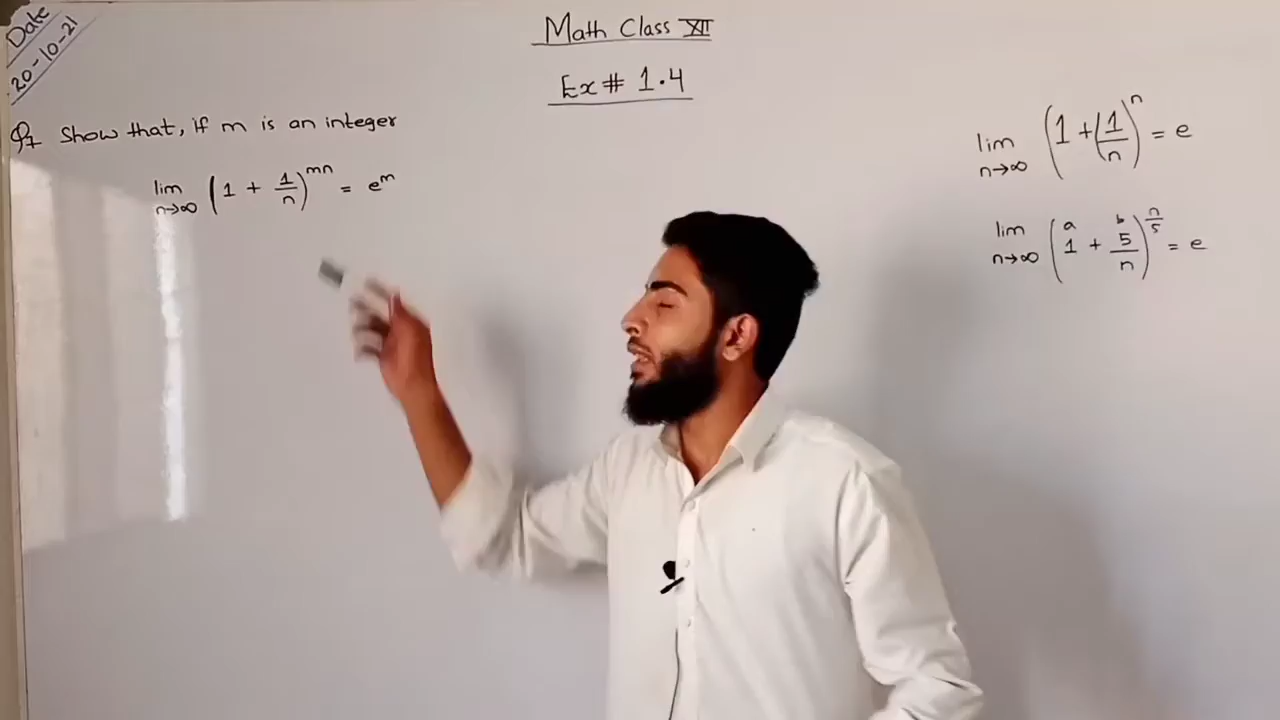 Date
20-10-21
Math Class XII
Ex# 1.4
Q7 Show that, if m is an integer
lim n→∞ (1 + 1/n)^mn = e^m
lim n→∞ (1 + (1/n)^n = e
lim n→∞ (1 + 5/n)^n/5 = e
a b